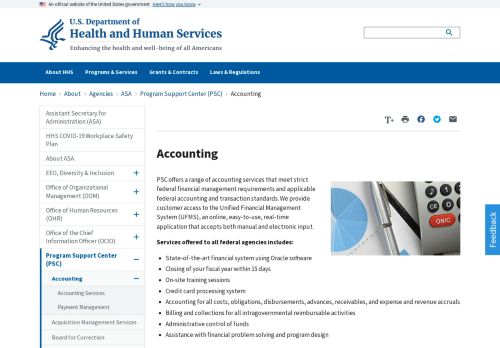 An official website of the United States government Here's how you know
U.S. Department of
Health and Human Services
Enhancing the health and well-being of all Americans
About HHS Programs & Services Grants & Contracts Laws & Regulations
Home > About > Agencies > ASA > Program Support Center (PSC) > Accounting
Assistant Secretary for
Administration (ASA)
HHS COVID-19 Workplace Safety
Plan
About ASA
EEO, Diversity & Inclusion
Office of Organizational
Management (OOM)
Office of Human Resources
(OHR)
Office of the Chief
Information Officer (OCIO)
Program Support Center
(PSC)
Accounting
Accounting Services
Payment Management
Acquisition Management Services
Board for Correction
T+
Accounting
PSC offers a range of accounting services that meet strict
federal financial management requirements and applicable
federal accounting and transaction standards. We provide
customer access to the Unified Financial Management
System (UFMS), an online, easy-to-use, real-time
application that accepts both manual and electronic input.
ON/C
Services offered to all federal agencies includes:
State-of-the-art financial system using Oracle software
Closing of your fiscal year within 15 days
On-site training sessions
Credit card processing system
Accounting for all costs, obligations, disbursements, advances, receivables, and expense and revenue accruals
Billing and collections for all intragovernmental reimbursable activities
Administrative control of funds
Assistance with financial problem solving and program design
Feedback